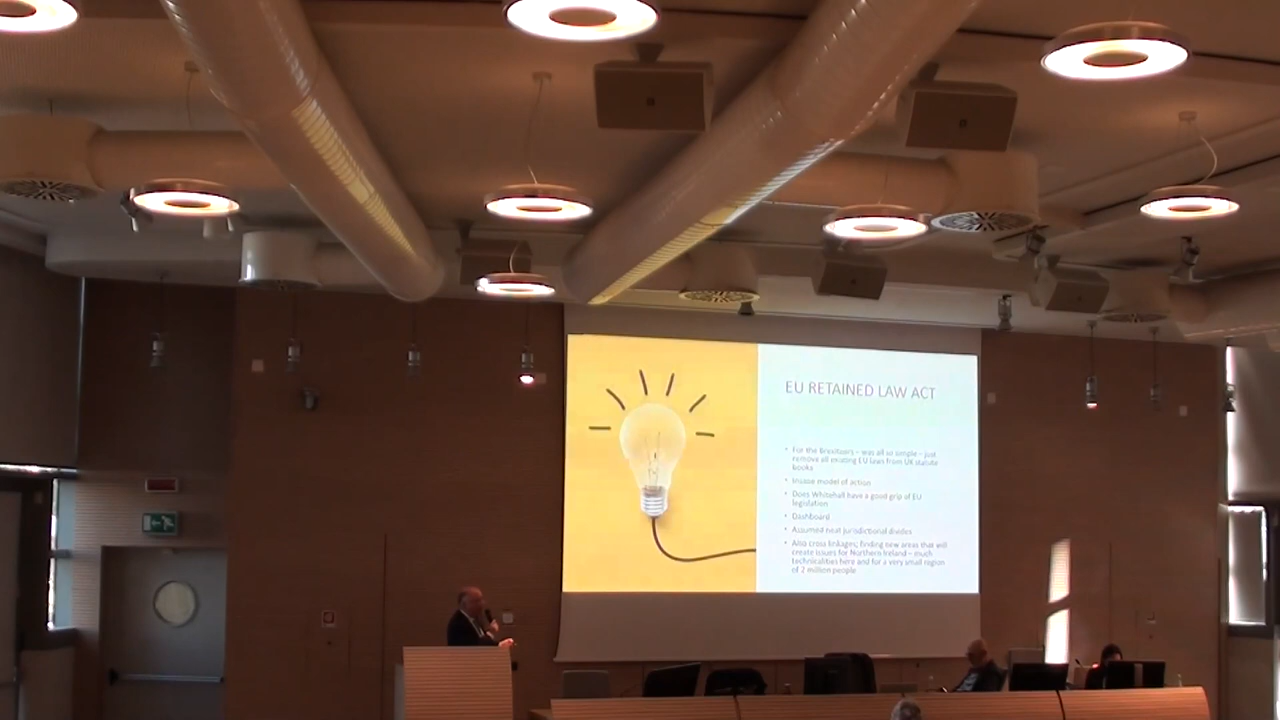 EU RETAINED LAW ACT
• For the Brexiteers – was all so simple – just
remove all existing EU laws from UK statute
books
• Insane model of action
• Does Whitehall have a good grip of EU
legislation
• Dashboard
• Assumed neat jurisdictional divides
• Also cross linkages; finding new areas that will
create issues for Northern Ireland – much
technicalities here and for a very small region
of 2 million people